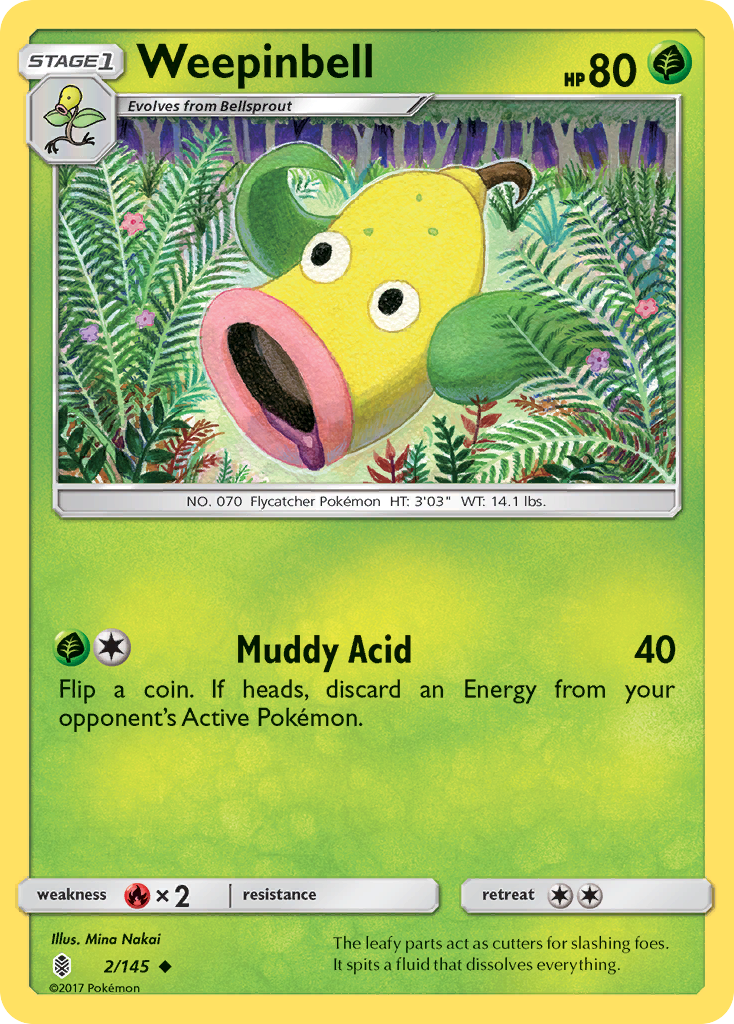 STAGE1
Weepinbell
HP 80
Evolves from Bellsprout
NO. 070 Flycatcher Pokémon HT: 3'03" WT: 14.1 lbs.
Muddy Acid 40
Flip a coin. If heads, discard an Energy from your
opponent's Active Pokémon.
weakness ×2 resistance retreat
Illus. Mina Nakai
2/145
©2017 Pokémon
The leafy parts act as cutters for slashing foes.
It spits a fluid that dissolves everything.